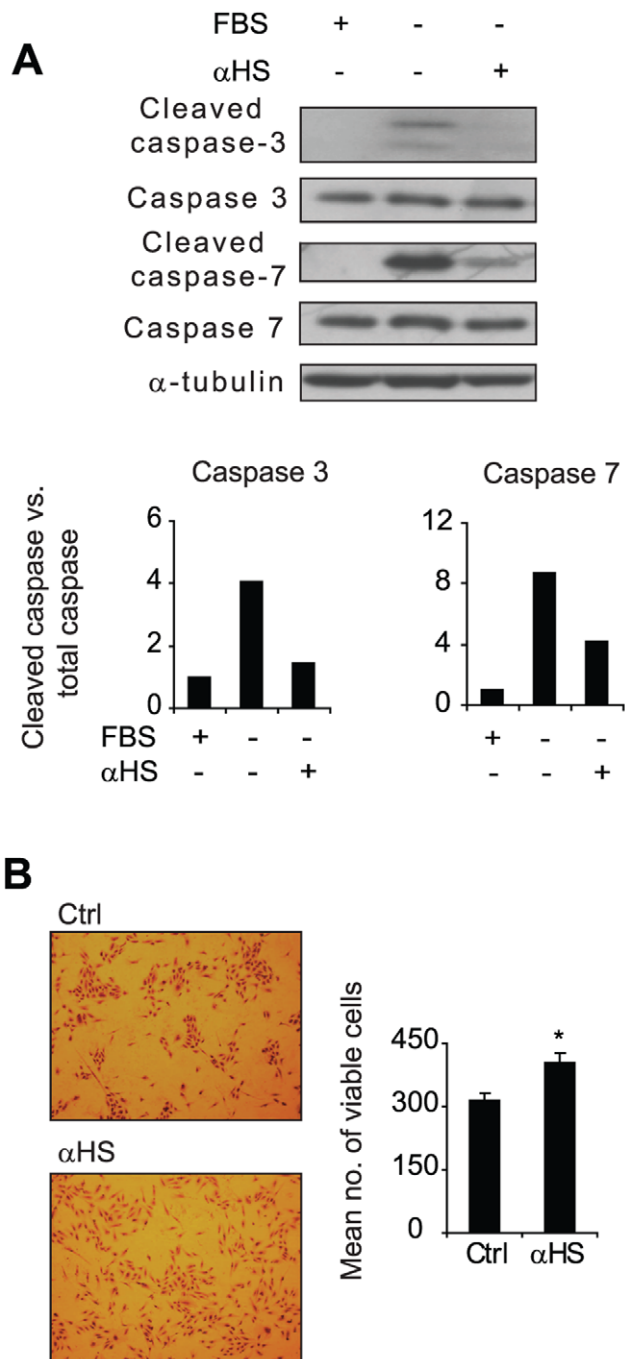 FBS + - -
A
αHS - - +
Cleaved
caspase-3
Caspase 3
Cleaved
caspase-7
Caspase 7
α-tubulin
Caspase 3
Caspase 7
Cleaved caspase vs.
total caspase
6
4
2
0
12
8
4
0
FBS + - - + - -
αHS - - + - - +
B
Ctrl
αHS
Mean no. of viable cells
450
300
150
0
*
Ctrl αHS